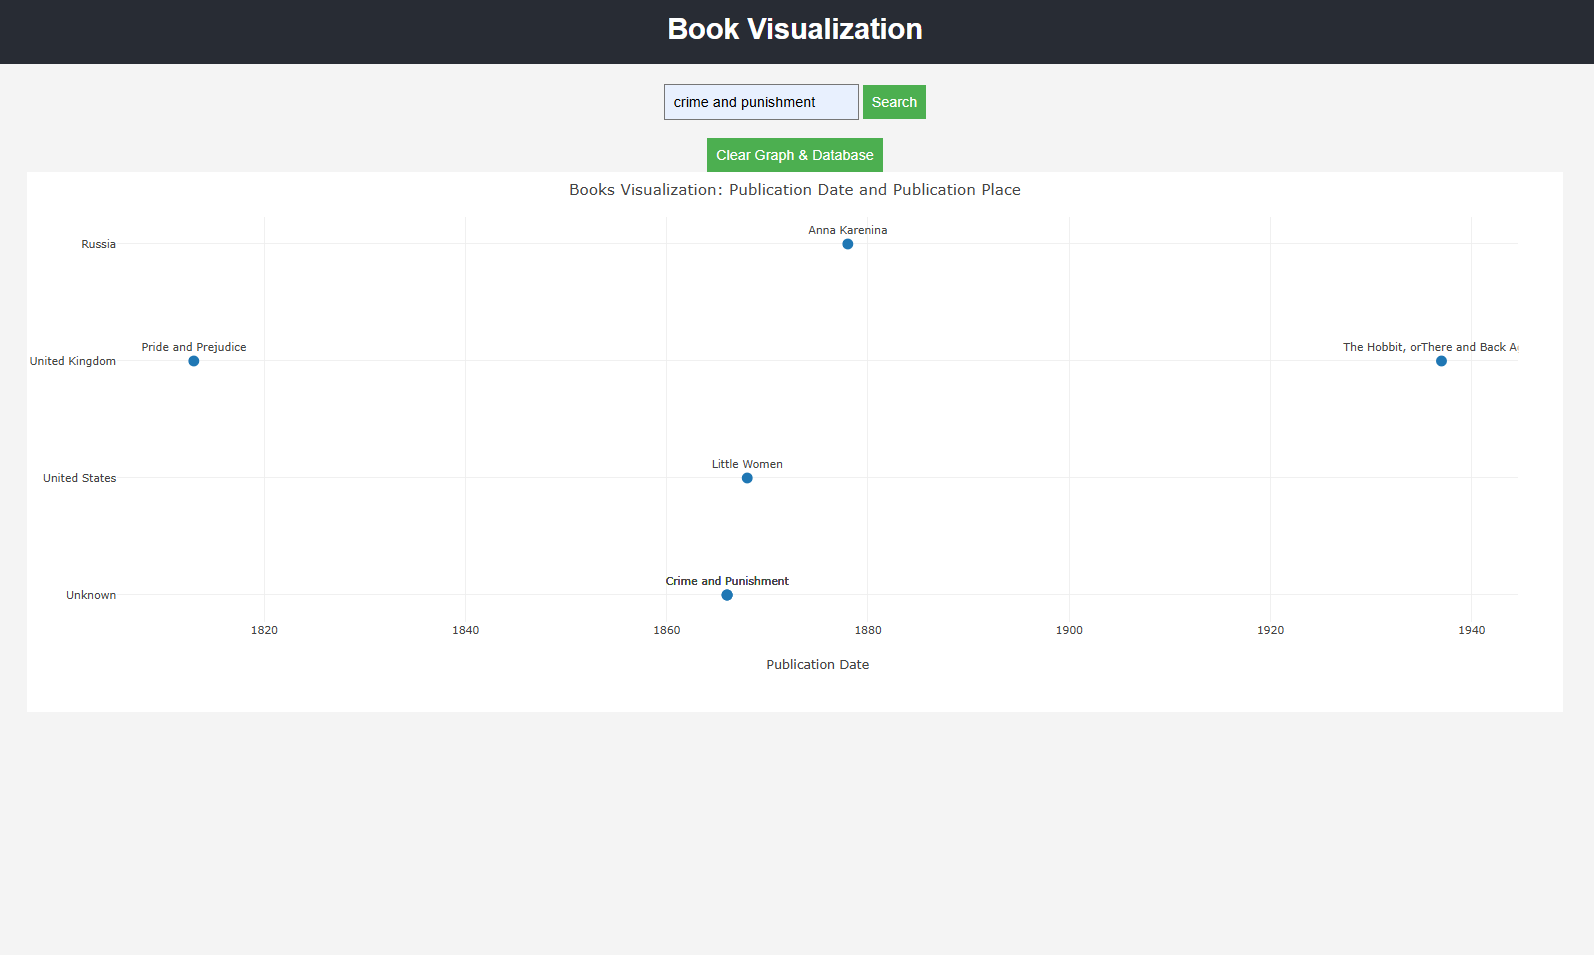 Book Visualization
crime and punishment
Search
Clear Graph & Database
Books Visualization: Publication Date and Publication Place
Anna Karenina
Russia
Pride and Prejudice
The Hobbit, orThere and Back A
United Kingdom
Little Women
United States
Crime and Punishment
Unknown
1820 1840 1860 1880 1900 1920 1940
Publication Date